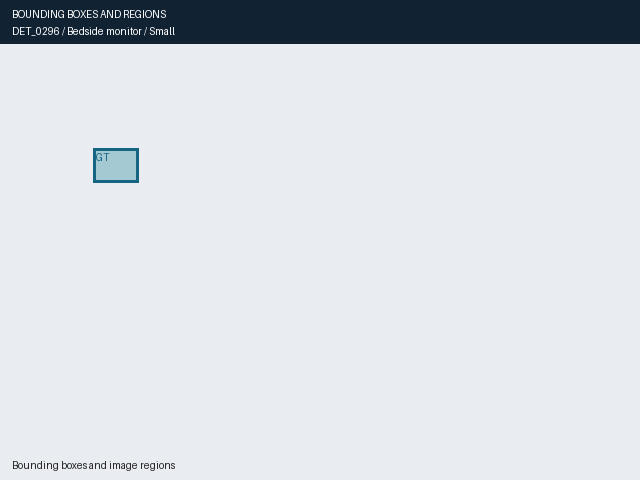 BOUNDING BOXES AND REGIONS
DET_0296 / Bedside monitor / Small
GT
Bounding boxes and image regions